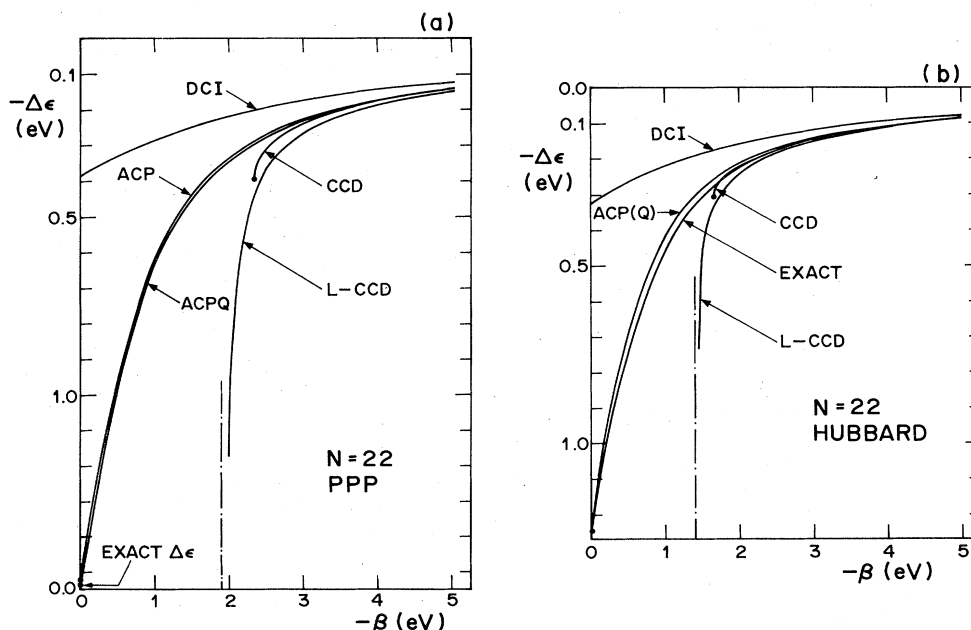 (a)
0.1
-Δϵ
(eV)
DCI
ACP
CCD
0.5
L-CCD
ACPQ
1.0
N = 22
PPP
EXACT Δϵ
0.0
0 1 2 3 4 5
-β (eV)
(b)
0.0
0.1
-Δϵ
(eV)
DCI
ACP(Q)
CCD
EXACT
0.5
L-CCD
N = 22
HUBBARD
1.0
0 1 2 3 4 5
-β (eV)